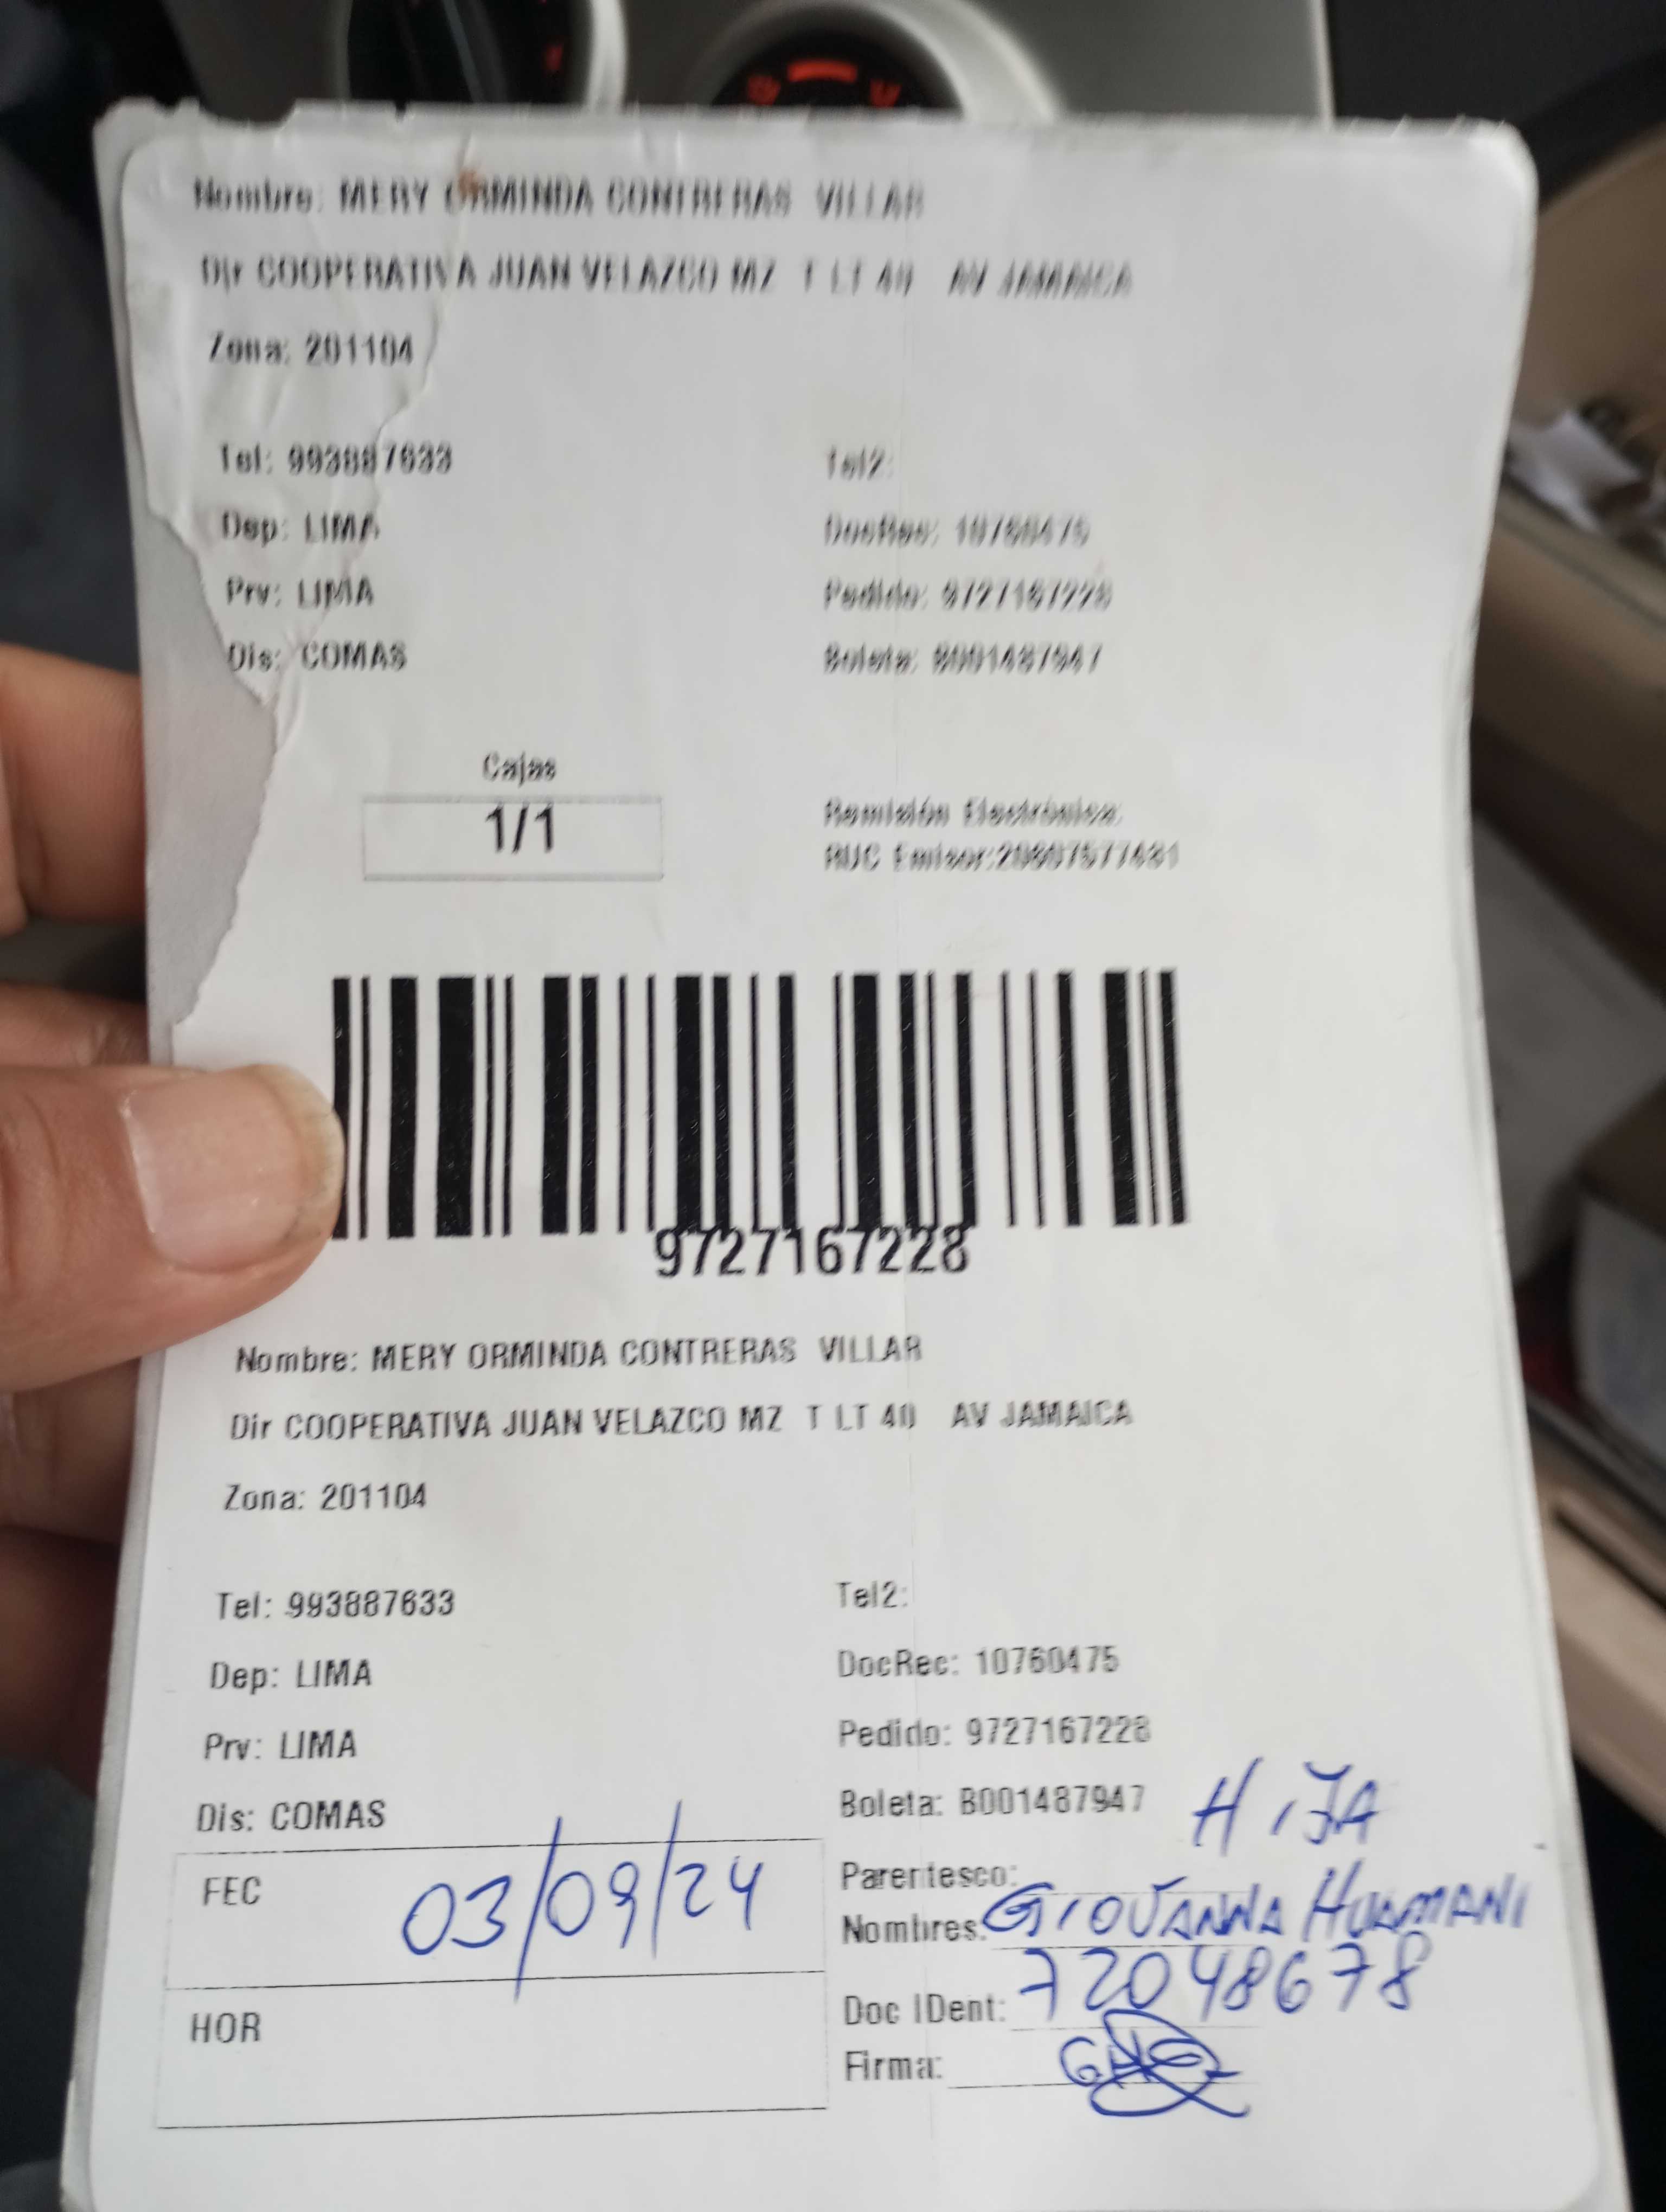 Nombre: MERY ORMINDA CONTRERAS VILLAR
Dir COOPERATIVA JUAN VELAZCO MZ T LT 40 AV JAMAICA
Zona: 201104
Tel: 993887633 Tel2:
Dep: LIMA DocRec: 10760475
Prv: LIMA Pedido: 9727167228
Dis: COMAS Boleta: B001487947
Cajas
1/1
Remisión Electrónica:
RUC Emisor:
9727167228
Nombre: MERY ORMINDA CONTRERAS VILLAR
Dir COOPERATIVA JUAN VELAZCO MZ T LT 40 AV JAMAICA
Zona: 201104
Tel: 993887633 Tel2:
Dep: LIMA DocRec: 10760475
Prv: LIMA Pedido: 9727167228
Dis: COMAS Boleta: B001487947
FEC 03/09/24
HOR
Parentesco: HIJA
Nombres: GIOVANNA HUAMANI
Doc IDent: 72048678
Firma: